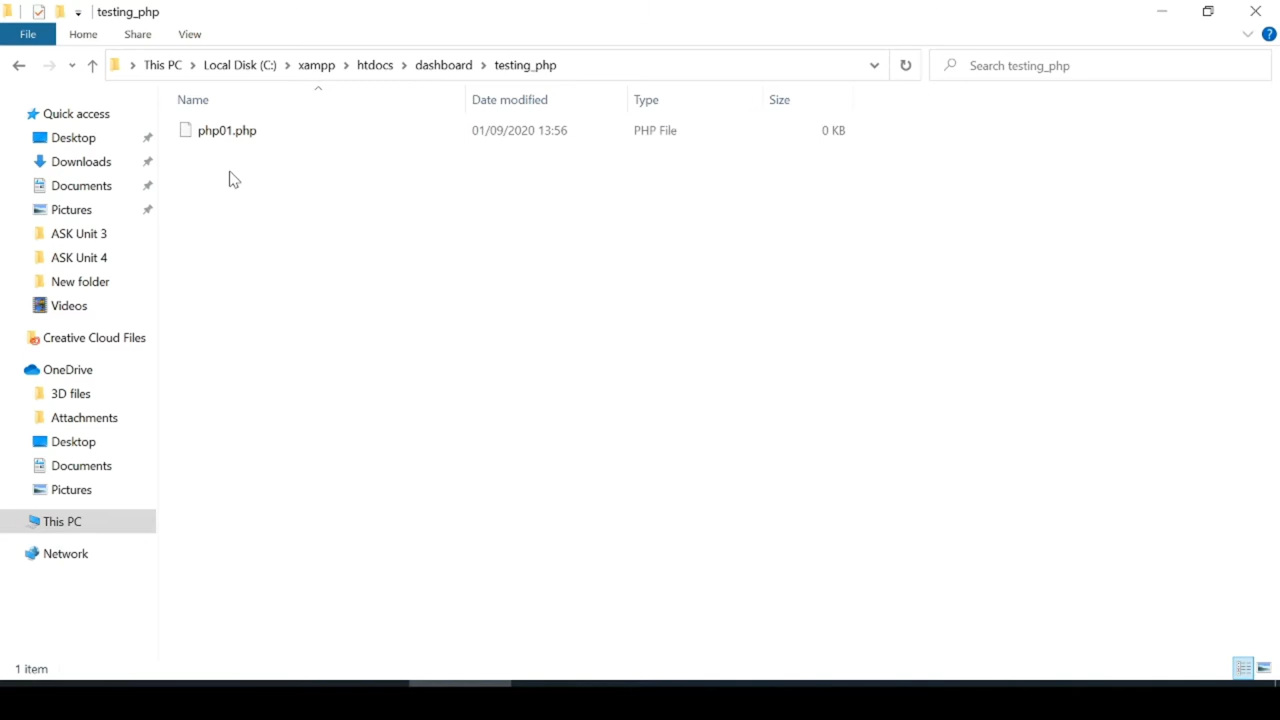 testing_php
File Home Share View
This PC Local Disk (C:) xampp htdocs dashboard testing_php
Search testing_php
Name Date modified Type Size
php01.php 01/09/2020 13:56 PHP File 0 KB
Quick access
Desktop
Downloads
Documents
Pictures
ASK Unit 3
ASK Unit 4
New folder
Videos
Creative Cloud Files
OneDrive
3D files
Attachments
Desktop
Documents
Pictures
This PC
Network
1 item